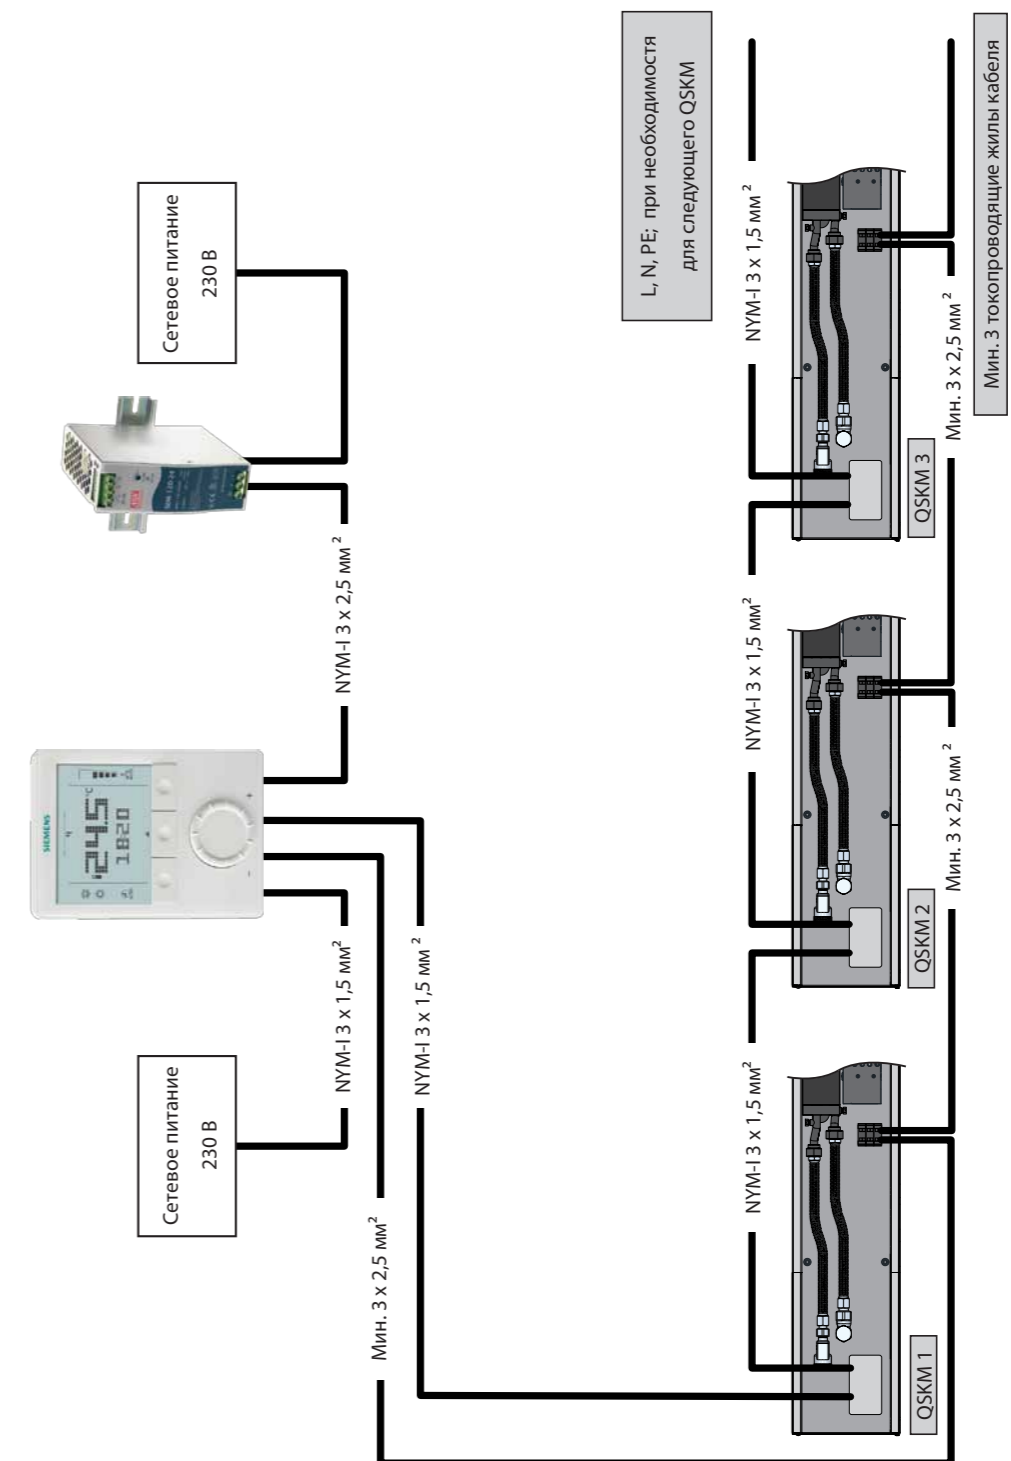 L, N, PE; при необходимости
для следующего QSKM
Мин. 3 токопроводящие жилы кабеля
Сетевое питание
230 В
NYM-I 3 x 1,5 мм²
Мин. 3 x 2,5 мм²
QSKM 3
NYM-I 3 x 2,5 мм²
NYM-I 3 x 1,5 мм²
Мин. 3 x 2,5 мм²
QSKM 2
SIEMENS
24.5 °C
18:20
+
-
NYM-I 3 x 1,5 мм²
NYM-I 3 x 1,5 мм²
Сетевое питание
230 В
Мин. 3 x 2,5 мм²
NYM-I 3 x 1,5 мм²
QSKM 1